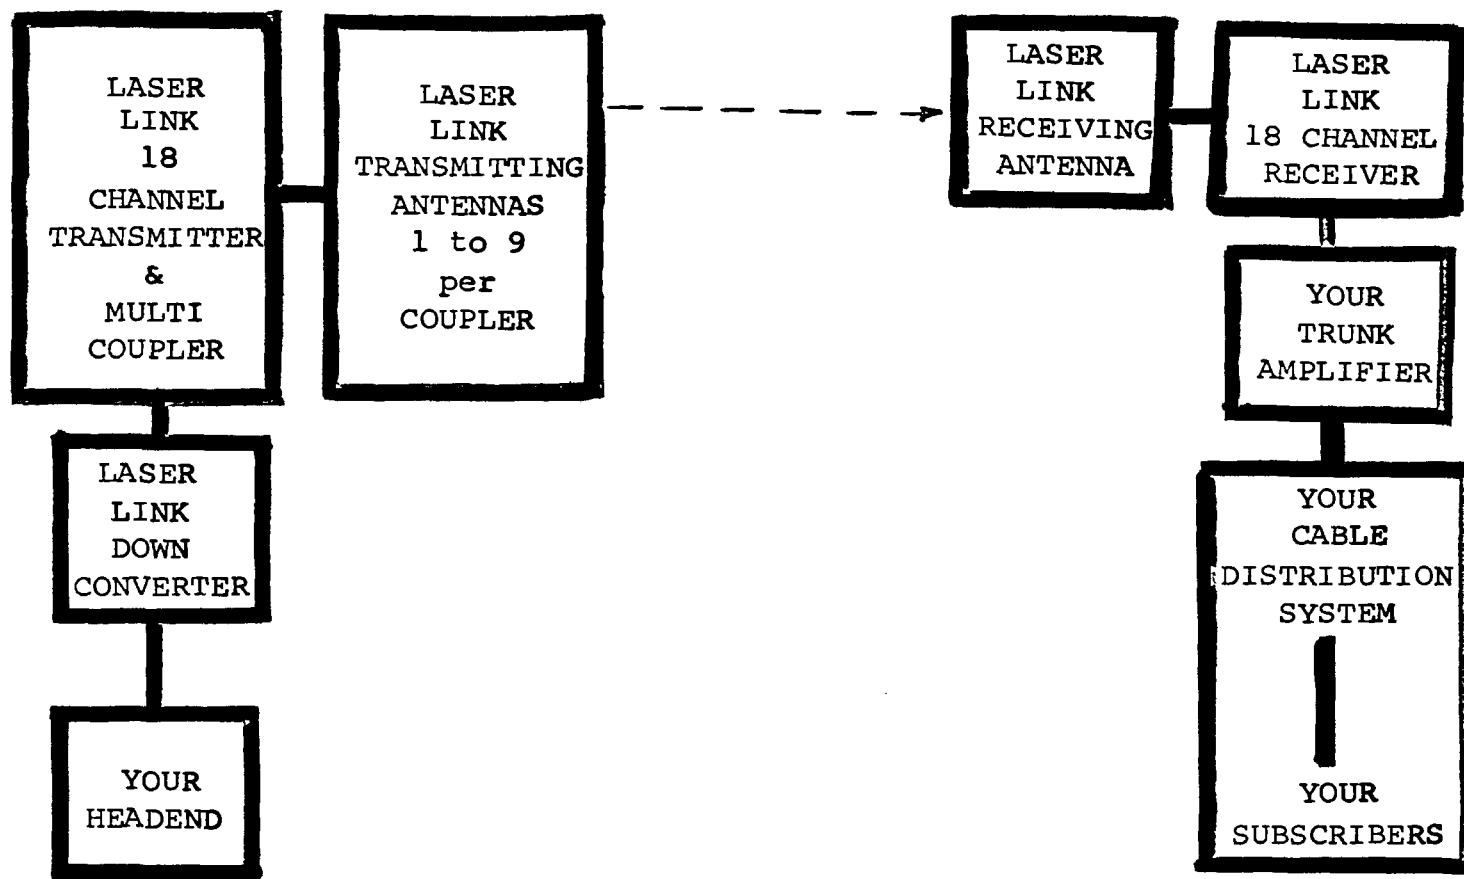 LASER
LINK
18
CHANNEL
TRANSMITTER
&
MULTI
COUPLER
LASER
LINK
TRANSMITTING
ANTENNAS
1 to 9
per
COUPLER
LASER
LINK
DOWN
CONVERTER
YOUR
HEADEND
LASER
LINK
RECEIVING
ANTENNA
LASER
LINK
18 CHANNEL
RECEIVER
YOUR
TRUNK
AMPLIFIER
YOUR
CABLE
DISTRIBUTION
SYSTEM
YOUR
SUBSCRIBERS